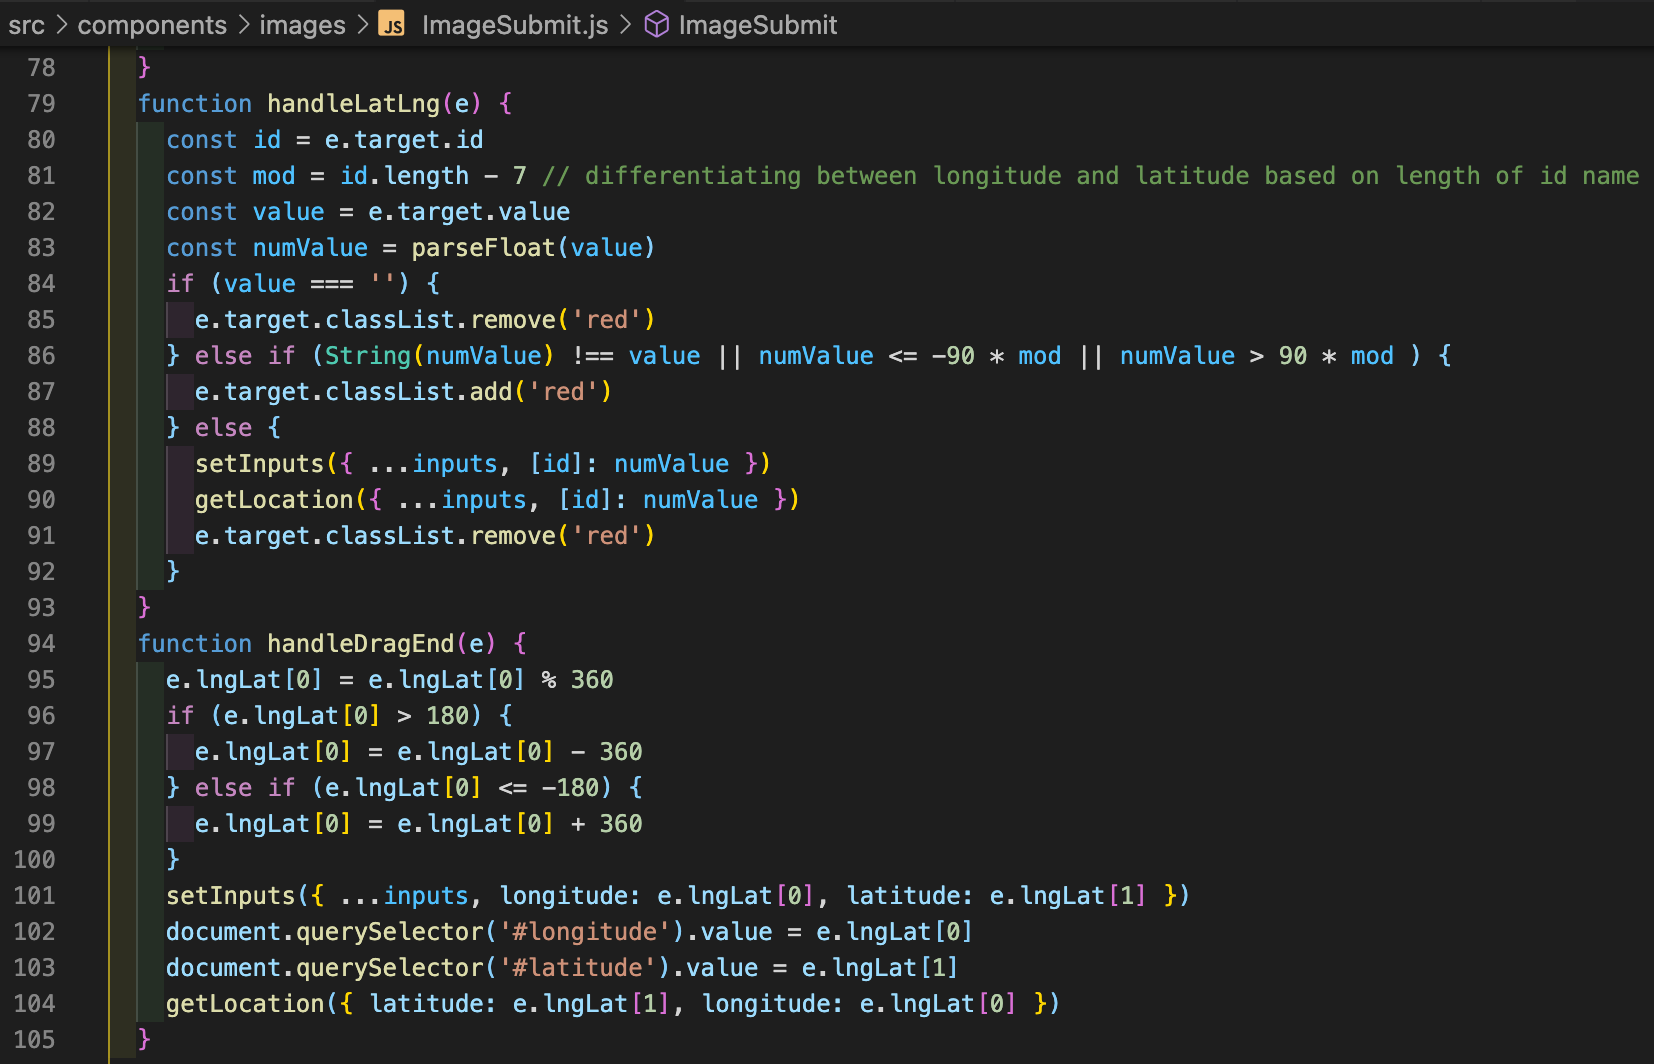 src > components > images > JS ImageSubmit.js > ImageSubmit
78 }
79 function handleLatLng(e) {
80 const id = e.target.id
81 const mod = id.length - 7 // differentiating between longitude and latitude based on length of id name
82 const value = e.target.value
83 const numValue = parseFloat(value)
84 if (value === '') {
85 e.target.classList.remove('red')
86 } else if (String(numValue) !== value || numValue <= -90 * mod || numValue > 90 * mod ) {
87 e.target.classList.add('red')
88 } else {
89 setInputs({ ...inputs, [id]: numValue })
90 getLocation({ ...inputs, [id]: numValue })
91 e.target.classList.remove('red')
92 }
93 }
94 function handleDragEnd(e) {
95 e.lngLat[0] = e.lngLat[0] % 360
96 if (e.lngLat[0] > 180) {
97 e.lngLat[0] = e.lngLat[0] - 360
98 } else if (e.lngLat[0] <= -180) {
99 e.lngLat[0] = e.lngLat[0] + 360
100 }
101 setInputs({ ...inputs, longitude: e.lngLat[0], latitude: e.lngLat[1] })
102 document.querySelector('#longitude').value = e.lngLat[0]
103 document.querySelector('#latitude').value = e.lngLat[1]
104 getLocation({ latitude: e.lngLat[1], longitude: e.lngLat[0] })
105 }